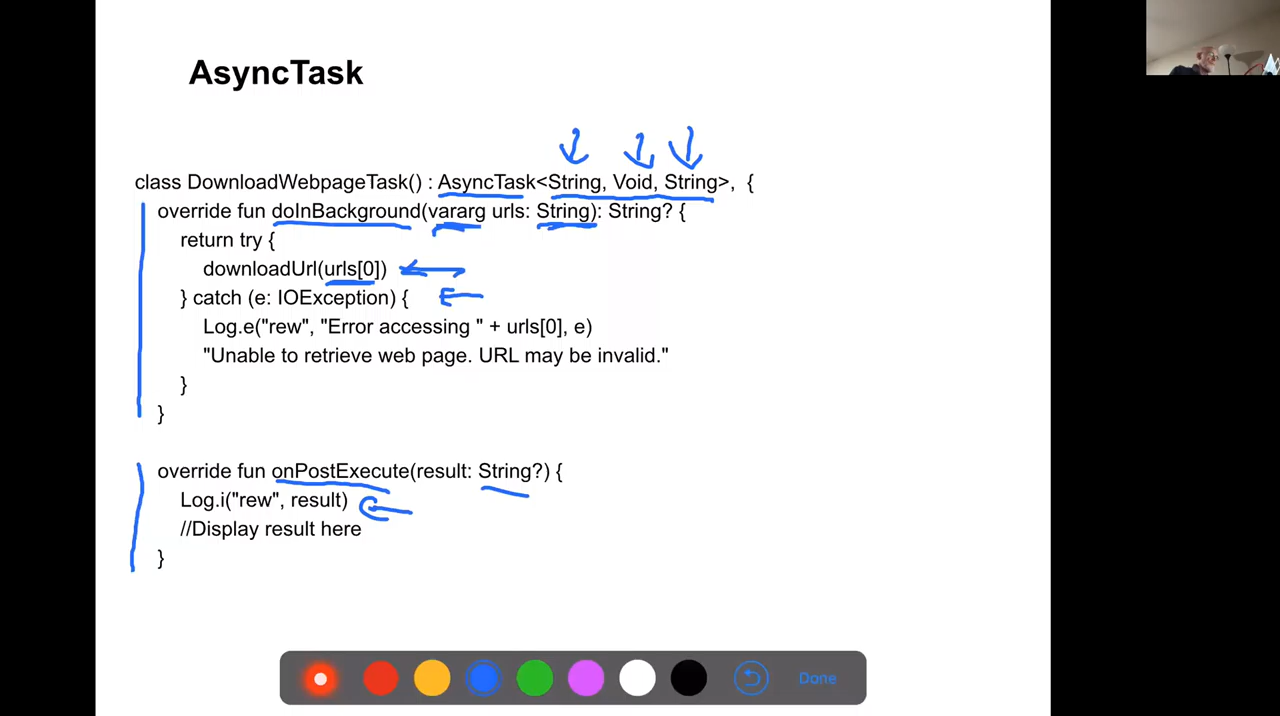 AsyncTask
class DownloadWebpageTask() : AsyncTask<String, Void, String>, {
override fun doInBackground(vararg urls: String): String? {
return try {
downloadUrl(urls[0])
} catch (e: IOException) {
Log.e("rew", "Error accessing " + urls[0], e)
"Unable to retrieve web page. URL may be invalid."
}
}
override fun onPostExecute(result: String?) {
Log.i("rew", result)
//Display result here
}
Done